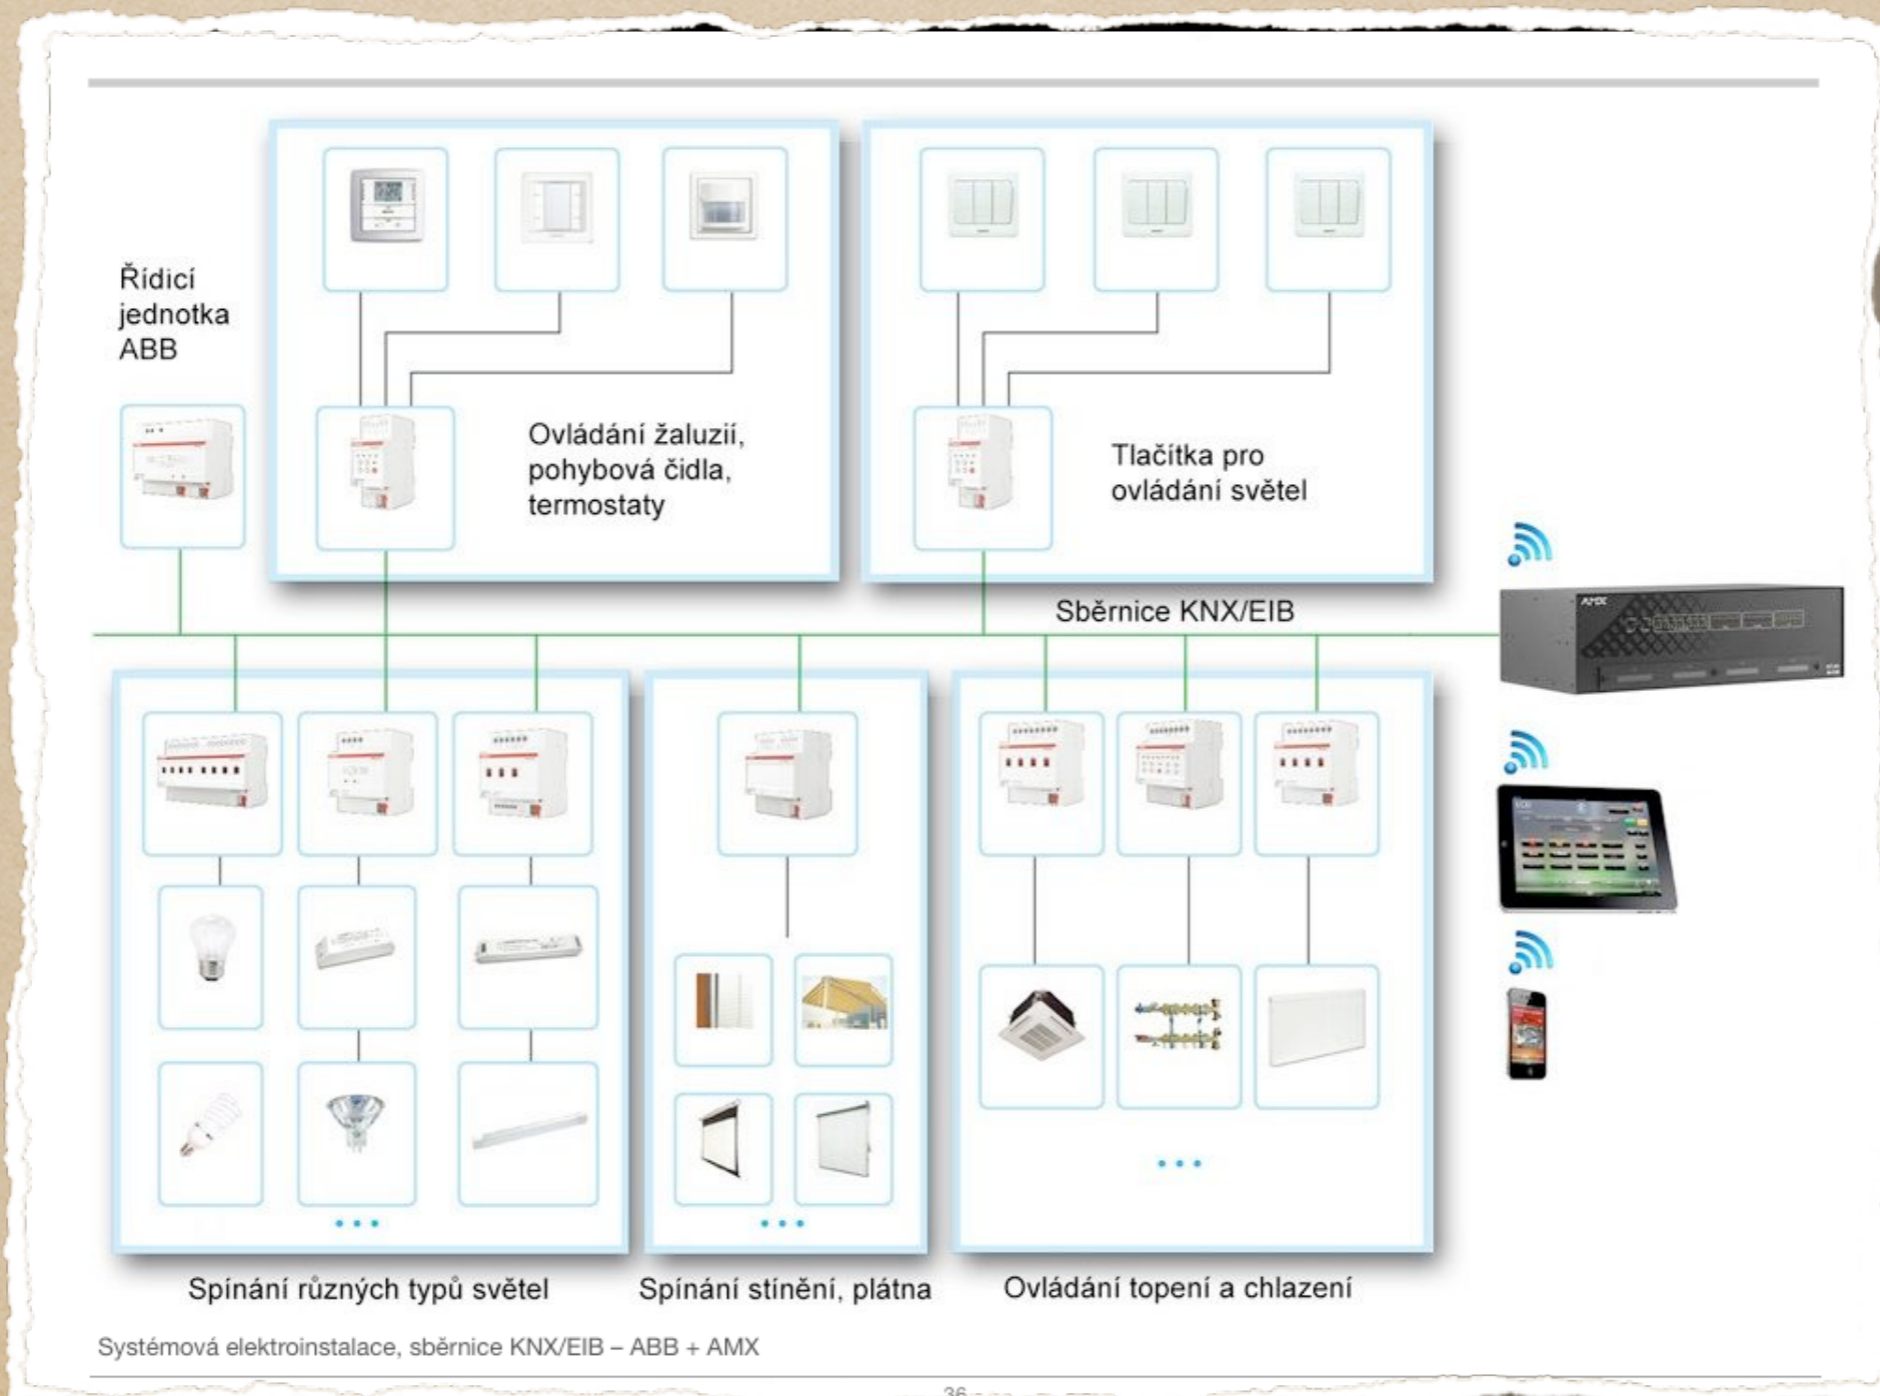 Řídicí
jednotka
ABB
Ovládání žaluzií,
pohybová čidla,
termostaty
Tlačítka pro
ovládání světel
Sběrnice KNX/EIB
AMX
Spínání různých typů světel
Spínání stínění, plátna
Ovládání topení a chlazení
Systémová elektroinstalace, sběrnice KNX/EIB – ABB + AMX
36